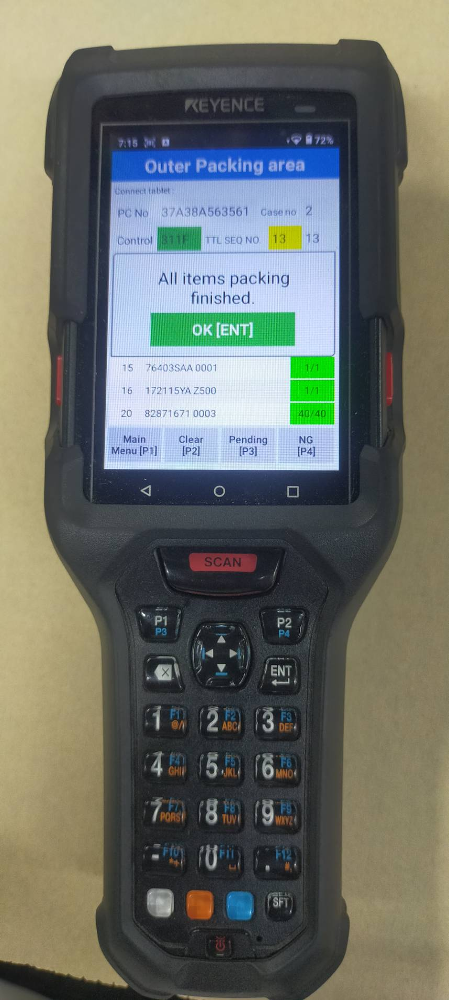 KEYENCE
7:15 72%
Outer Packing area
Connect tablet :
PC No 37A38A563561 Case no 2
Control 311F TTL SEQ NO. 13 13
All items packing
finished.
OK [ENT]
15 76403SAA 0001 1/1
16 172115YA Z500 1/1
20 82871671 0003 40/40
Main Clear Pending NG
Menu [P1] [P2] [P3] [P4]
SCAN
P1 P2
P3 P4
ENT
1 F1 @/ 2 F2 ABC 3 F3 DEF
4 F4 GHI 5 F5 JKL 6 F6 MNO
7 F7 PQRS 8 F8 TUV 9 F9 WXYZ
- F10 *+ 0 F11 . F12 #,
SFT